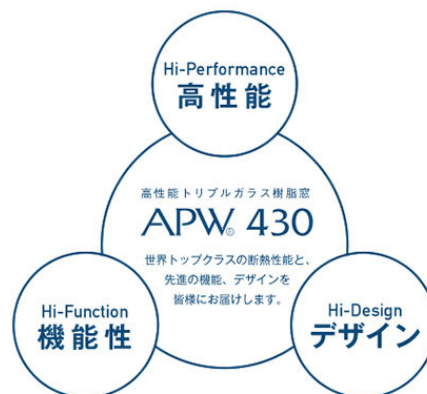 Hi-Performance
高性能
高性能トリプルガラス樹脂窓
APW® 430
世界トップクラスの断熱性能と、
先進の機能、デザインを
皆様にお届けします。
Hi-Function
機能性
Hi-Design
デザイン